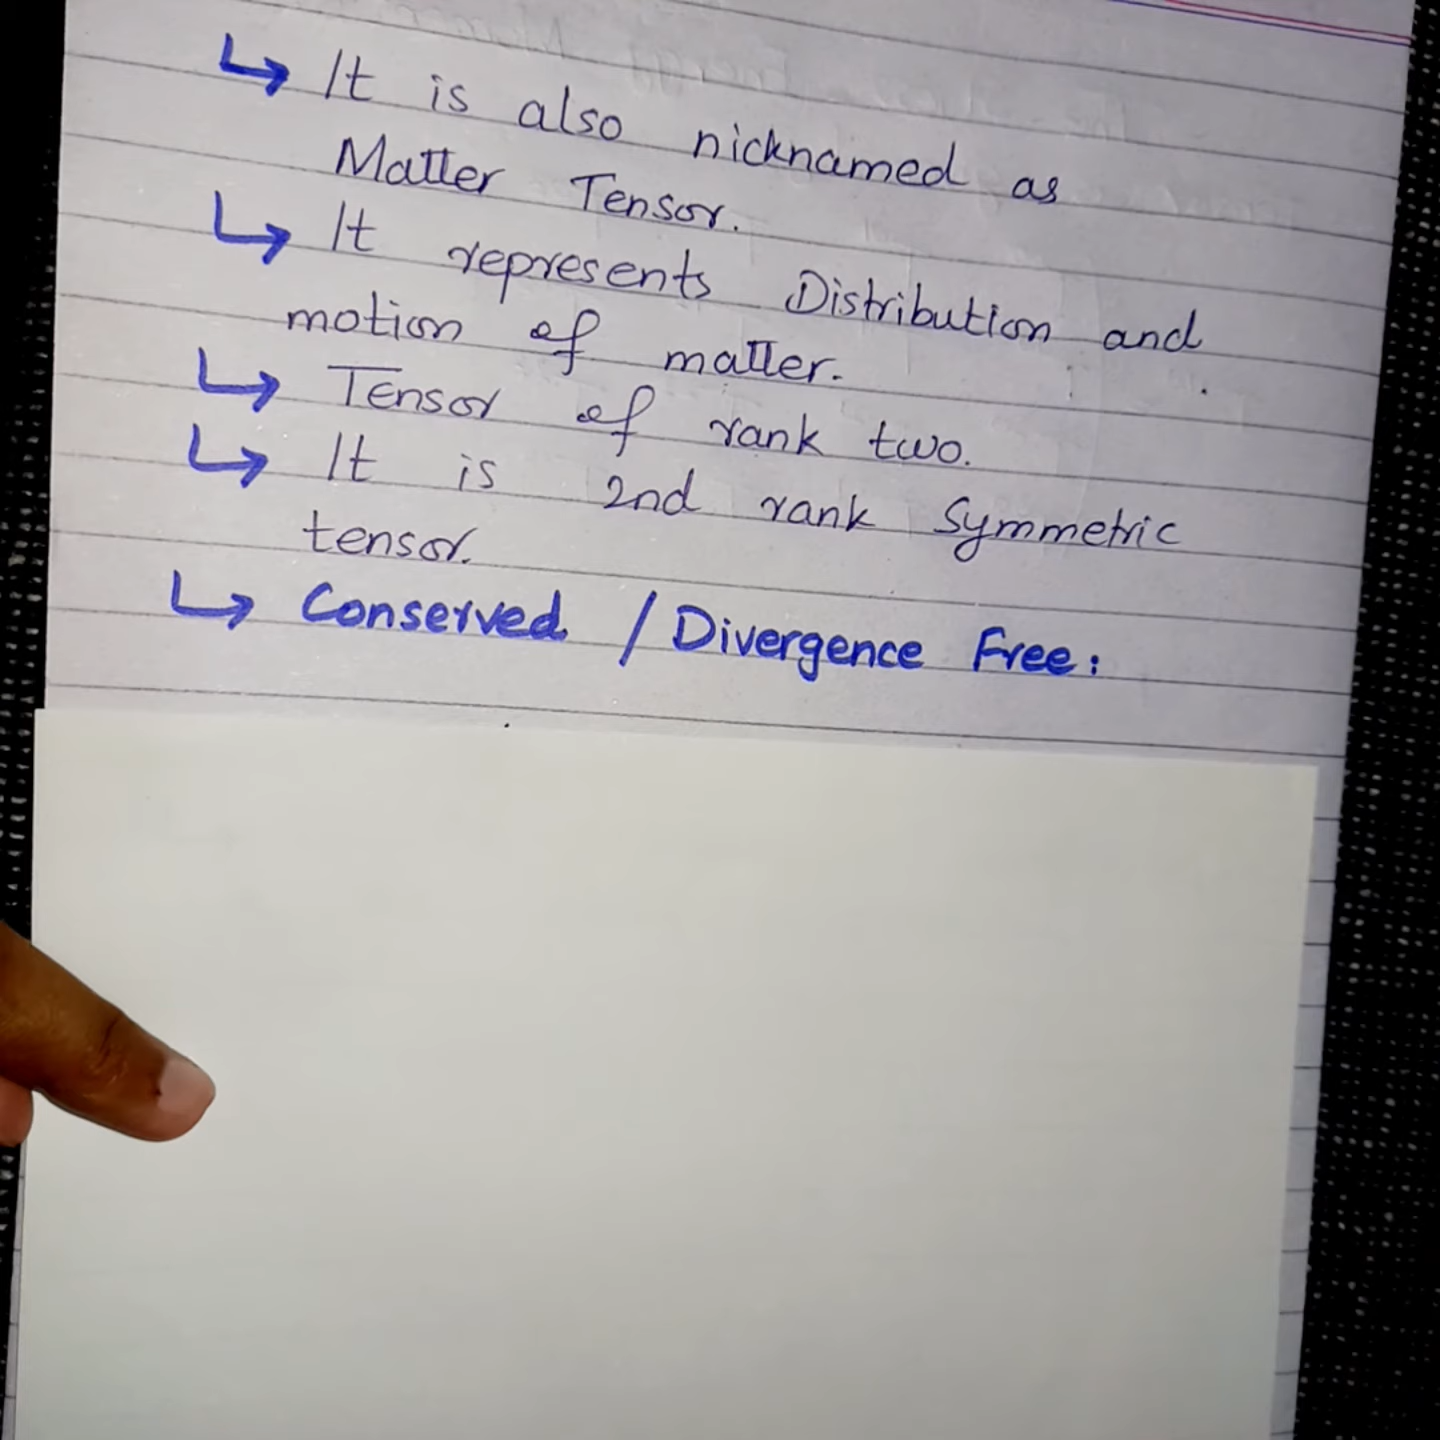 ↳ It is also nicknamed as
Matter Tensor.
↳ It represents Distribution and
motion of matter.
↳ Tensor of rank two.
↳ It is 2nd rank Symmetric
tensor.
↳ Conserved / Divergence Free: